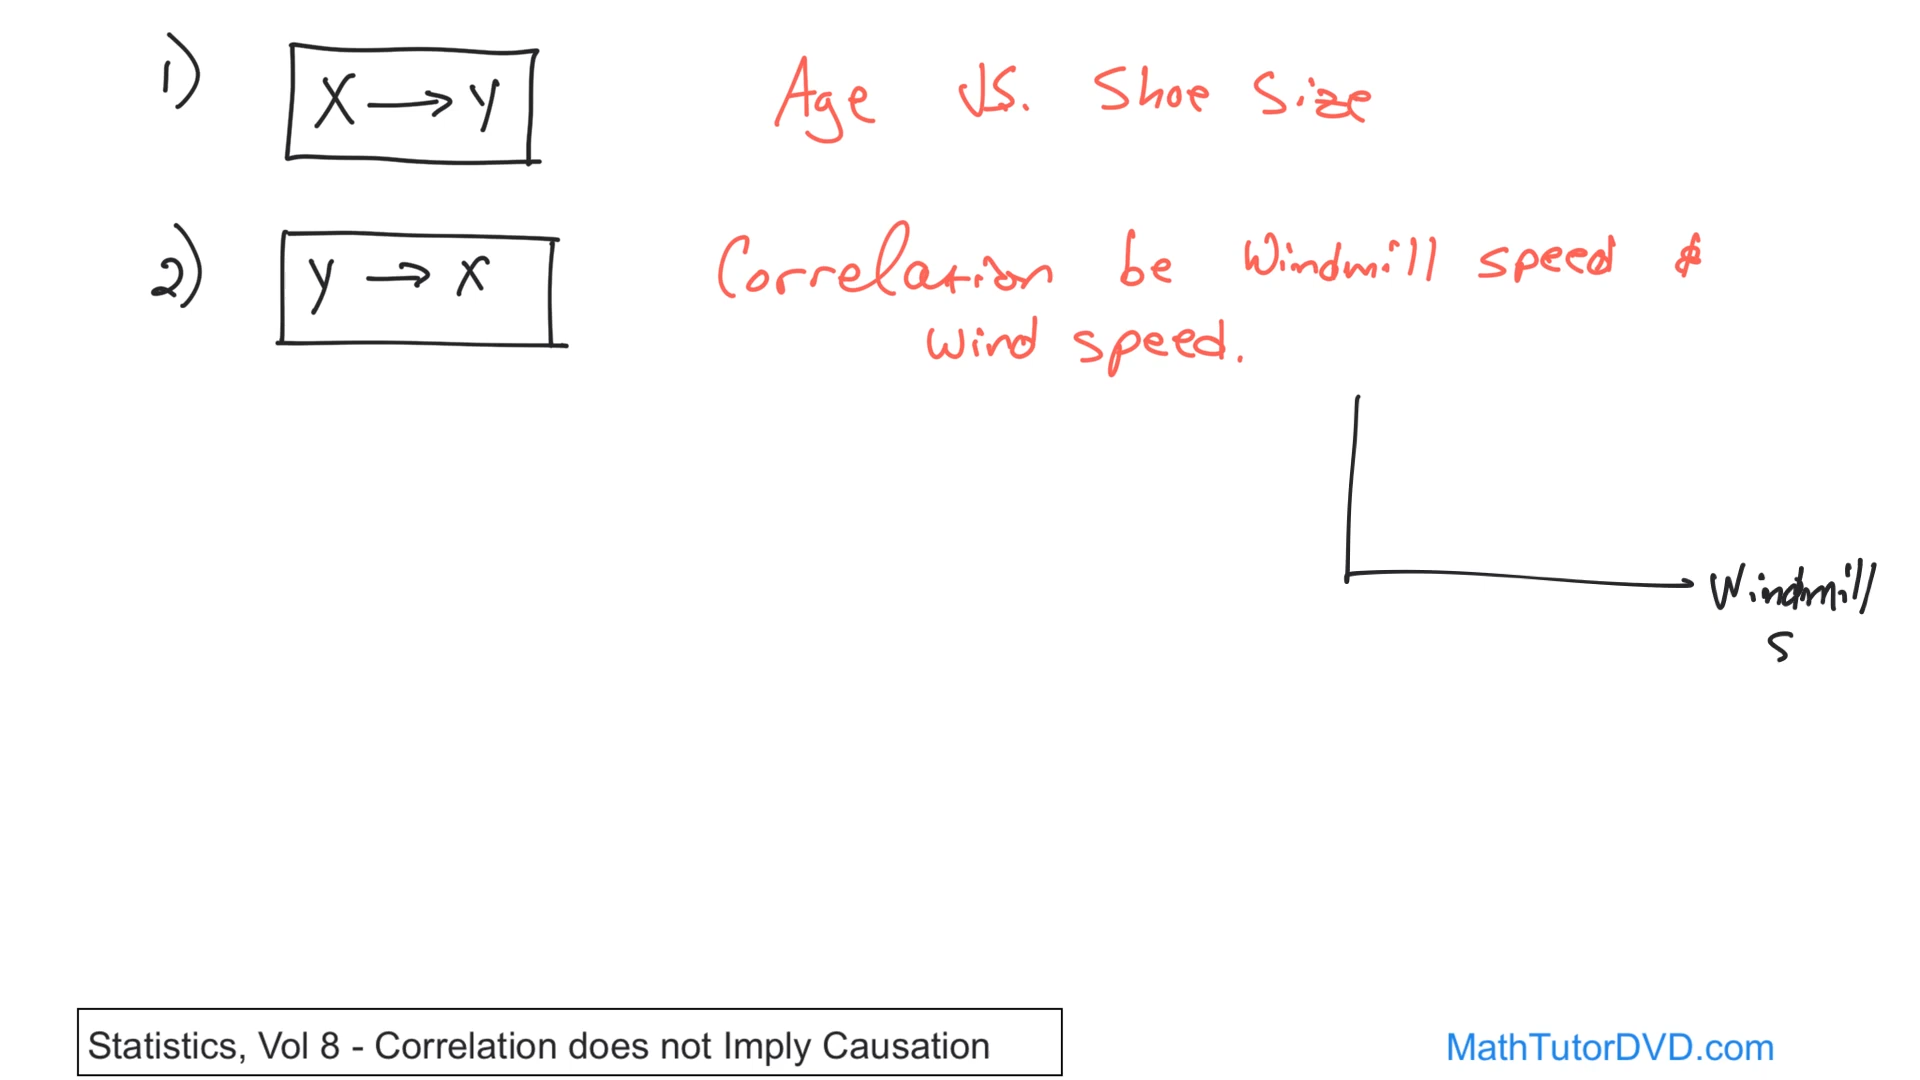 1) X → Y Age vs. Shoe Size
2) y → x Correlation be Windmill speed &
wind speed.
Windmill
S
Statistics, Vol 8 - Correlation does not Imply Causation
MathTutorDVD.com